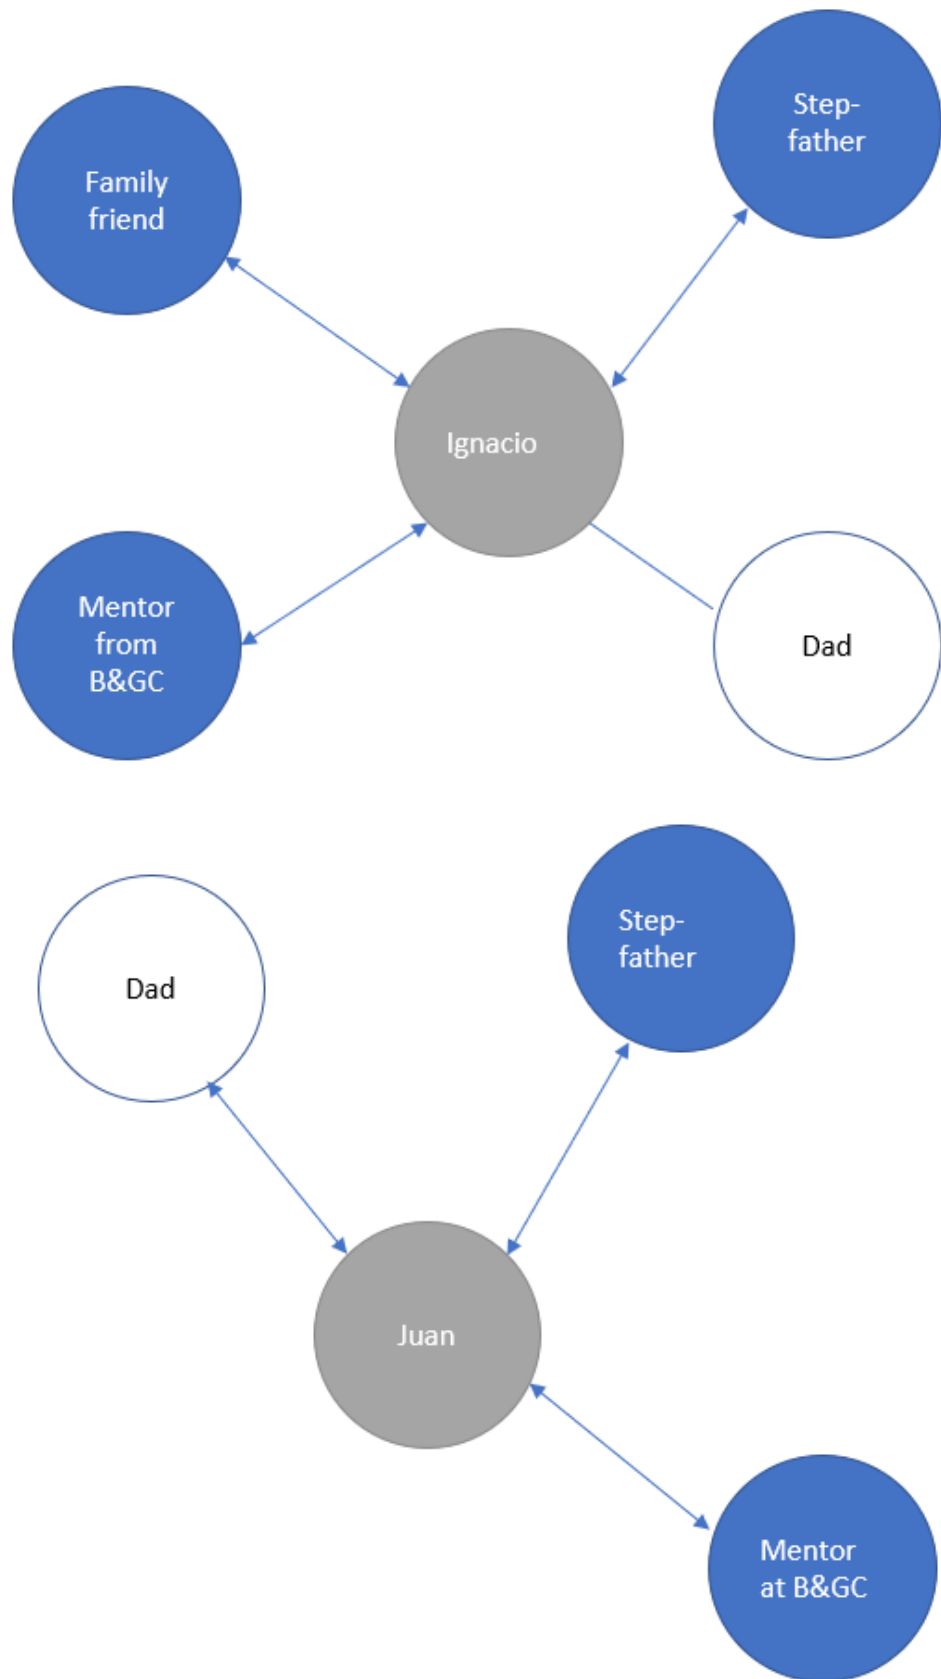 Step-
father
Family
friend
Ignacio
Mentor
from
B&GC
Dad
Step-
father
Dad
Juan
Mentor
at B&GC